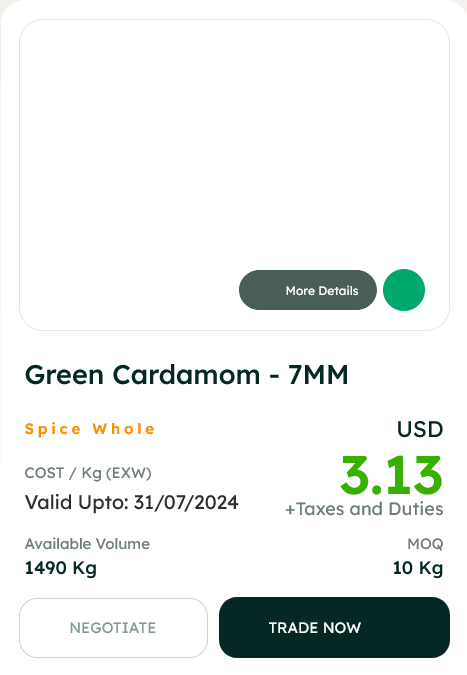 More Details
Green Cardamom - 7MM
Spice Whole
USD
COST / Kg (EXW)
3.13
Valid Upto: 31/07/2024
+Taxes and Duties
Available Volume
MOQ
1490 Kg
10 Kg
NEGOTIATE
TRADE NOW